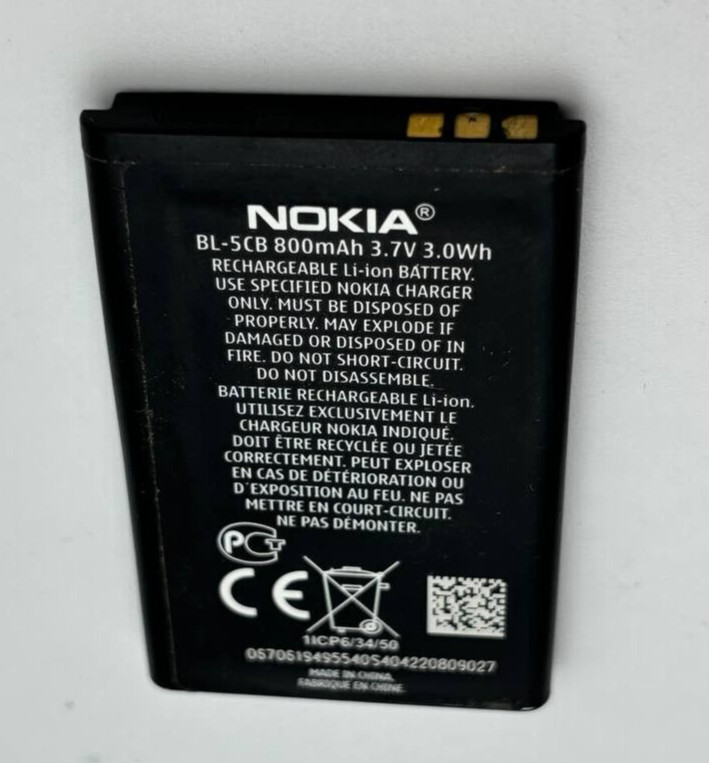 NOKIA®
BL-5CB 800mAh 3.7V 3.0Wh
RECHARGEABLE Li-ion BATTERY.
USE SPECIFIED NOKIA CHARGER
ONLY. MUST BE DISPOSED OF
PROPERLY. MAY EXPLODE IF
DAMAGED OR DISPOSED OF IN
FIRE. DO NOT SHORT-CIRCUIT.
DO NOT DISASSEMBLE.
BATTERIE RECHARGEABLE Li-ion.
UTILISEZ EXCLUSIVEMENT LE
CHARGEUR NOKIA INDIQUÉ.
DOIT ÊTRE RECYCLÉE OU JETÉE
CORRECTEMENT. PEUT EXPLOSER
EN CAS DE DÉTÉRIORATION OU
D'EXPOSITION AU FEU. NE PAS
METTRE EN COURT-CIRCUIT.
NE PAS DÉMONTER.
PCT
CE
1ICP6/34/50
0670619495540S404220809027
MADE IN CHINA.
FABRIQUE EN CHINE.